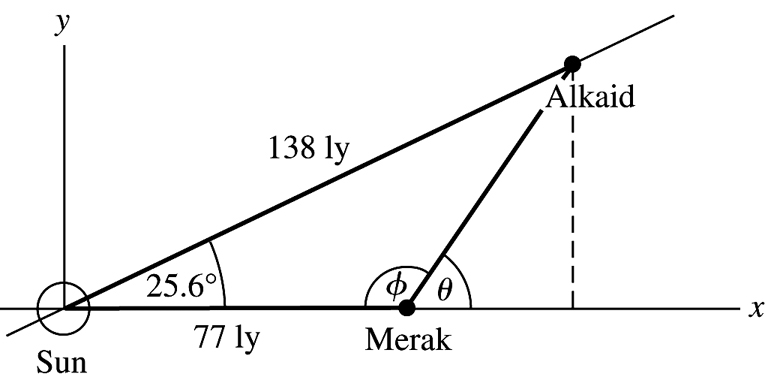 y
Alkaid
138 ly
25.6°
ϕ
θ
x
77 ly
Merak
Sun